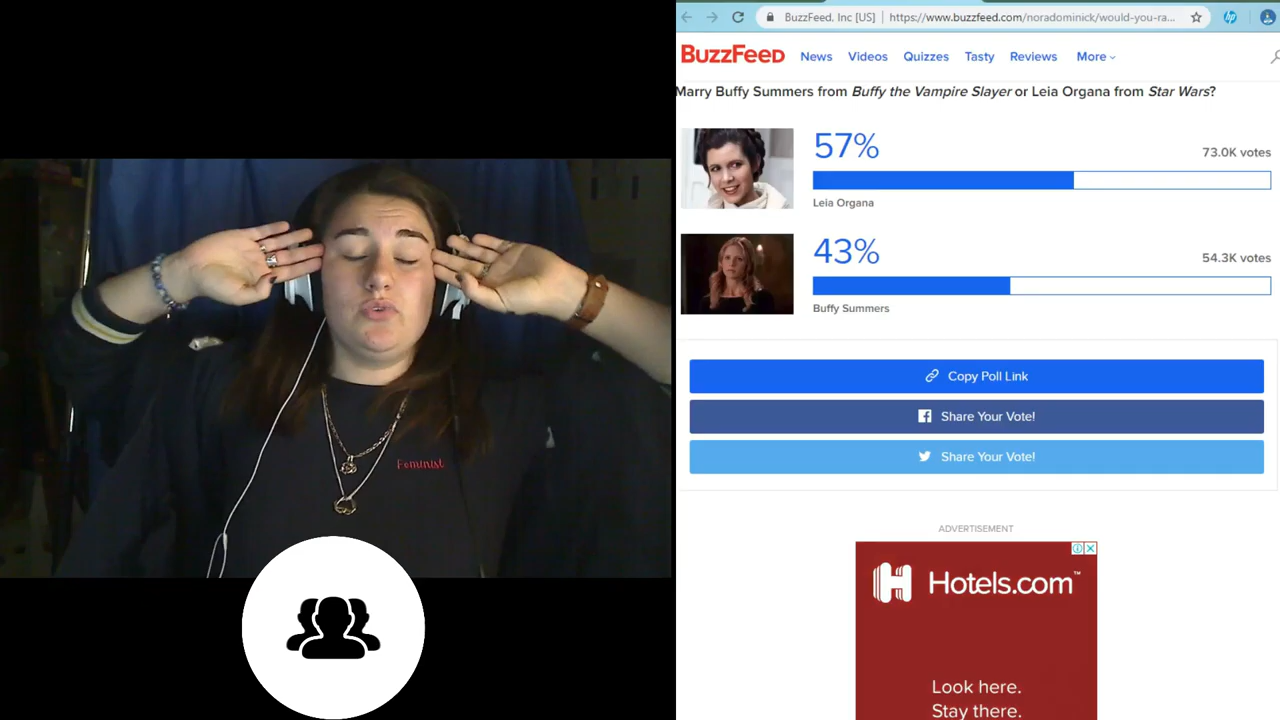 Feminist
BuzzFeed, Inc [US] | https://www.buzzfeed.com/noradominick/would-you-ra...
BuzzFeed News Videos Quizzes Tasty Reviews More
Marry Buffy Summers from Buffy the Vampire Slayer or Leia Organa from Star Wars?
57%
73.0K votes
Leia Organa
43%
54.3K votes
Buffy Summers
Copy Poll Link
Share Your Vote!
Share Your Vote!
ADVERTISEMENT
H Hotels.com™
Look here.
Stay there.